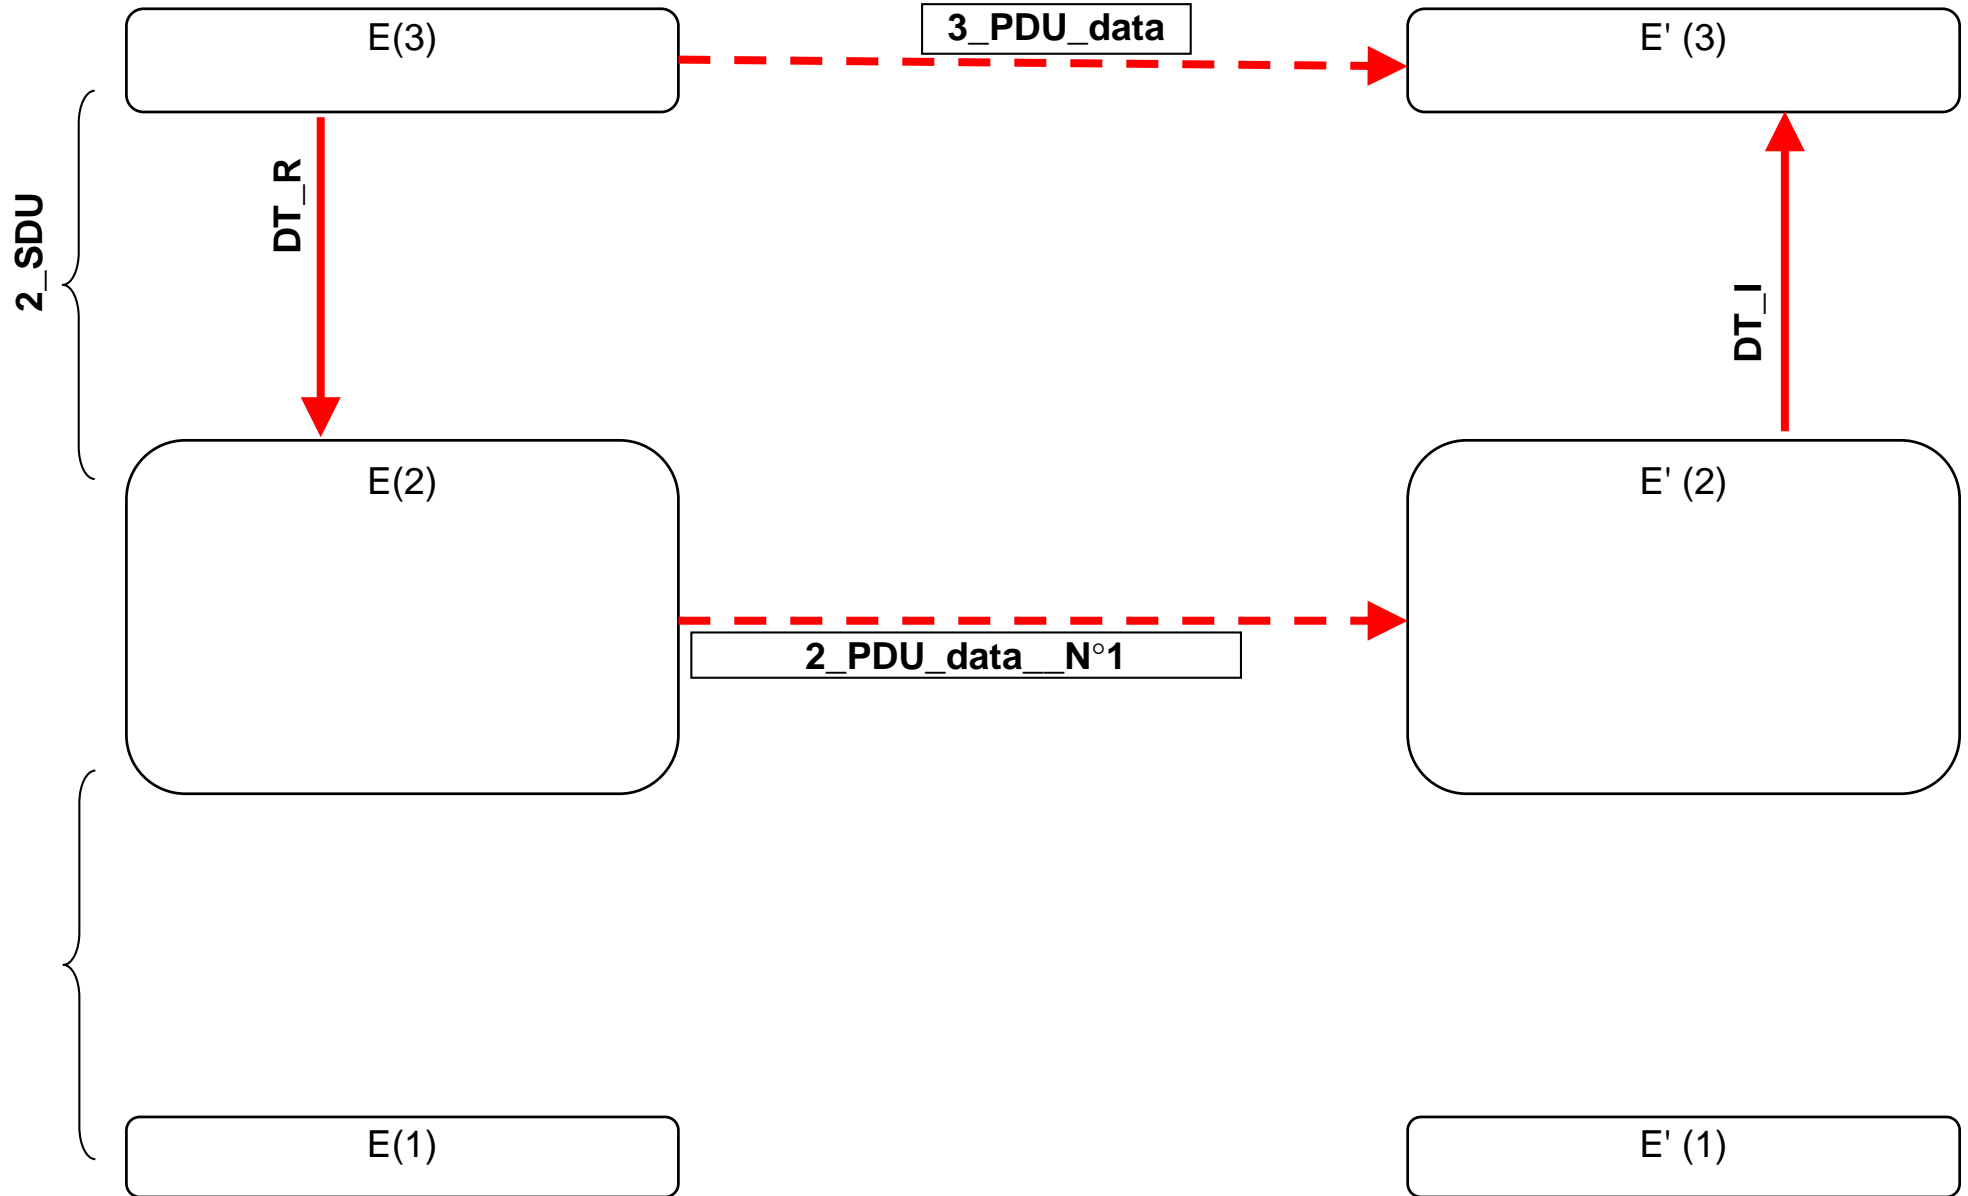 E(3)
3_PDU_data
E' (3)
DT_R
2_SDU
DT_I
E(2)
E' (2)
2_PDU_data__N°1
E(1)
E' (1)